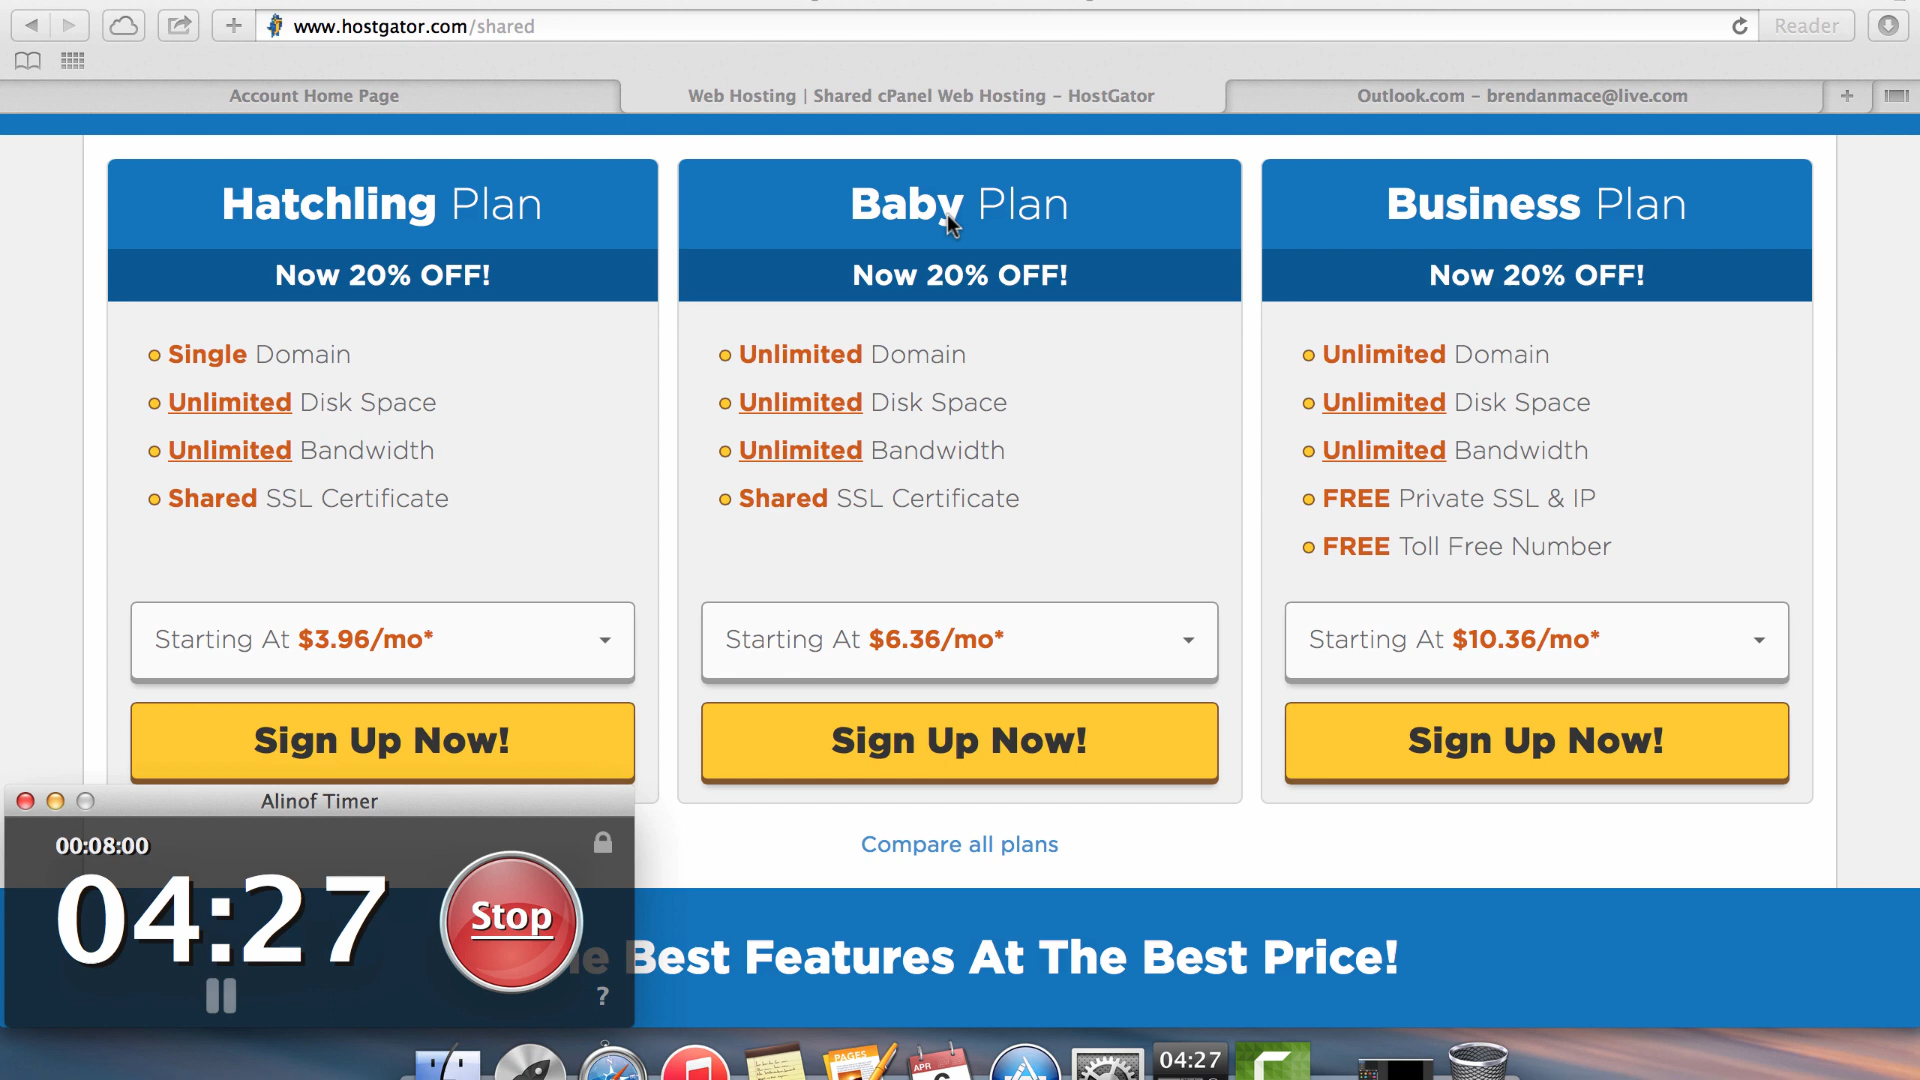 www.hostgator.com/shared
Reader
Account Home Page
Web Hosting | Shared cPanel Web Hosting – HostGator
Outlook.com – brendanmace@live.com
Hatchling Plan
Now 20% OFF!
Single Domain
Unlimited Disk Space
Unlimited Bandwidth
Shared SSL Certificate
Starting At $3.96/mo*
Sign Up Now!
Baby Plan
Now 20% OFF!
Unlimited Domain
Unlimited Disk Space
Unlimited Bandwidth
Shared SSL Certificate
Starting At $6.36/mo*
Sign Up Now!
Business Plan
Now 20% OFF!
Unlimited Domain
Unlimited Disk Space
Unlimited Bandwidth
FREE Private SSL & IP
FREE Toll Free Number
Starting At $10.36/mo*
Sign Up Now!
Compare all plans
Best Features At The Best Price!
Alinof Timer
00:08:00
04:27
Stop
?
PAGES
APR
04:27